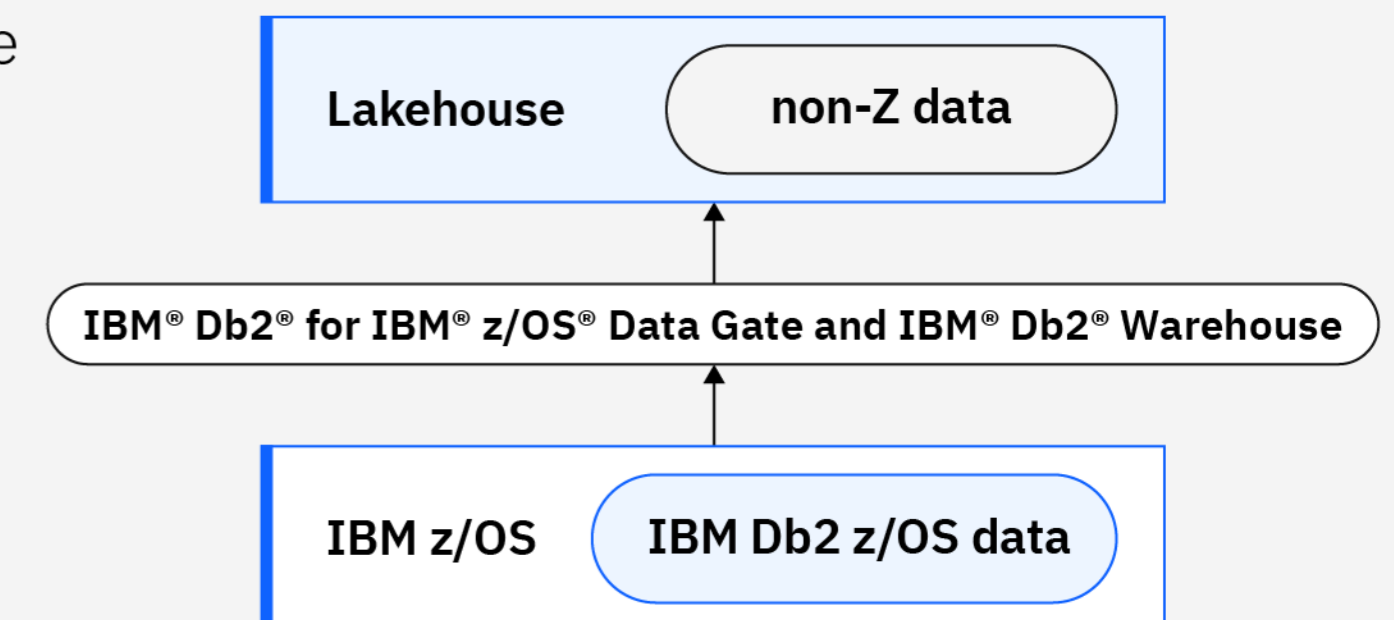 e
Lakehouse
non-Z data
IBM® Db2® for IBM® z/OS® Data Gate and IBM® Db2® Warehouse
IBM z/OS
IBM Db2 z/OS data